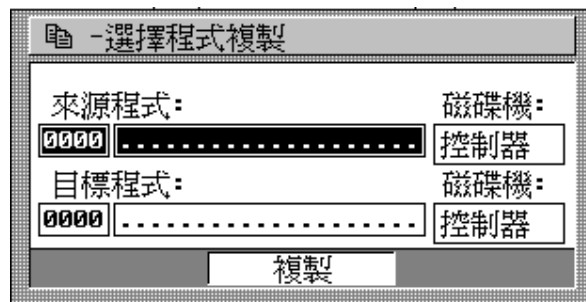 -選擇程式複製
來源程式: 磁碟機:
0000 .................... 控制器
目標程式: 磁碟機:
0000 .................... 控制器
複製